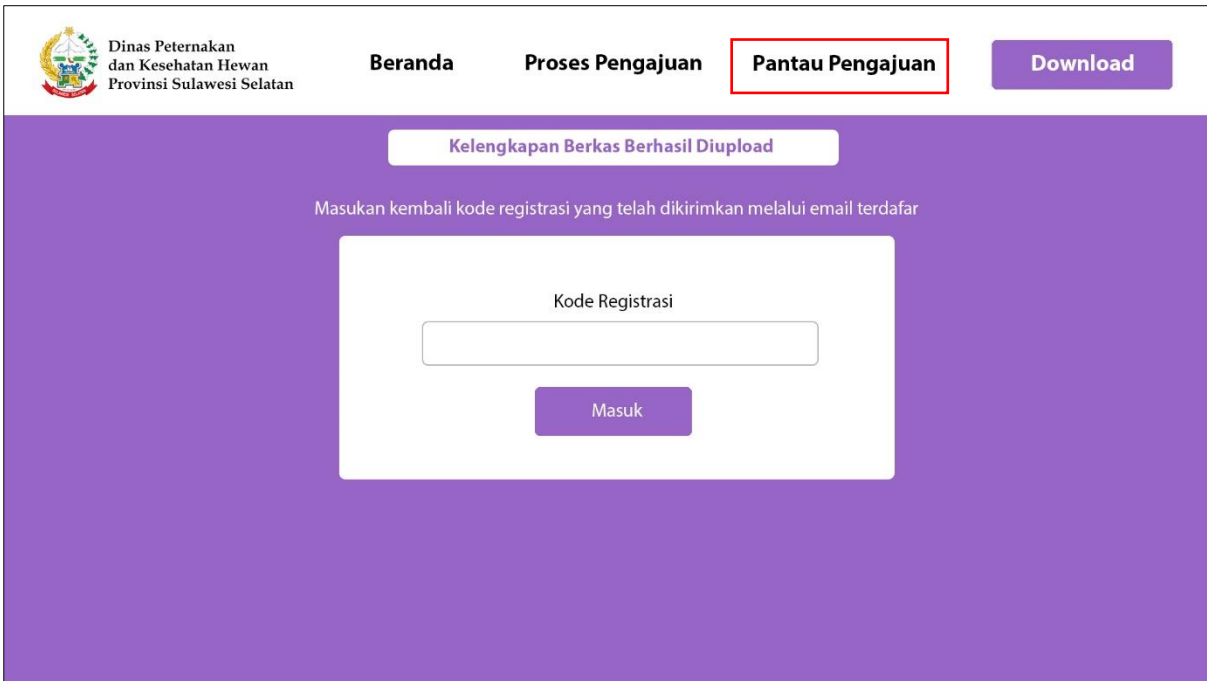 Dinas Peternakan
dan Kesehatan Hewan
Provinsi Sulawesi Selatan
Beranda
Proses Pengajuan
Pantau Pengajuan
Download
Kelengkapan Berkas Berhasil Diupload
Masukan kembali kode registrasi yang telah dikirimkan melalui email terdafar
Kode Registrasi
Masuk